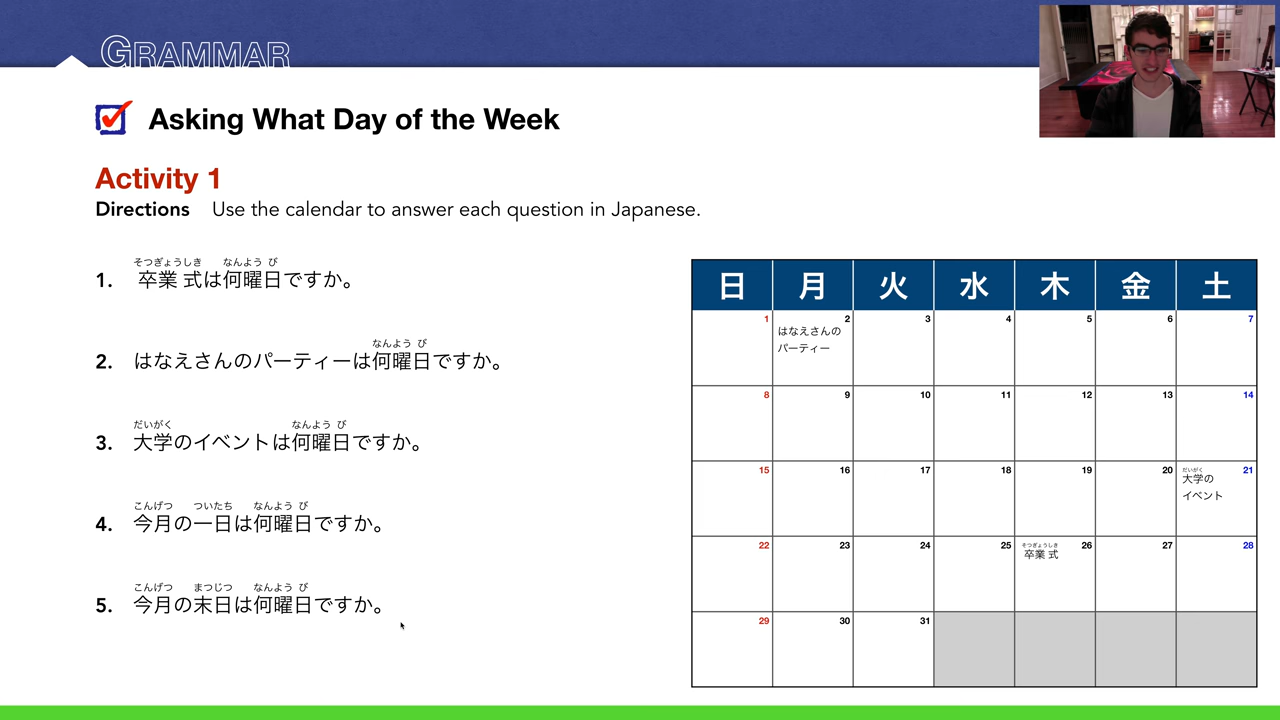 GRAMMAR
Asking What Day of the Week
Activity 1
Directions Use the calendar to answer each question in Japanese.
そつぎょうしき なんよう び
1. 卒業 式は何曜日ですか。
なんよう び
2. はなえさんのパーティーは何曜日ですか。
だいがく なんよう び
3. 大学のイベントは何曜日ですか。
こんげつ ついたち なんよう び
4. 今月の一日は何曜日ですか。
こんげつ まつじつ なんよう び
5. 今月の末日は何曜日ですか。
日 月 火 水 木 金 土
1 2 3 4 5 6 7
はなえさんの
パーティー
8 9 10 11 12 13 14
15 16 17 18 19 20 21
だいがく
大学の
イベント
22 23 24 25 26 27 28
そつぎょうしき
卒業 式
29 30 31